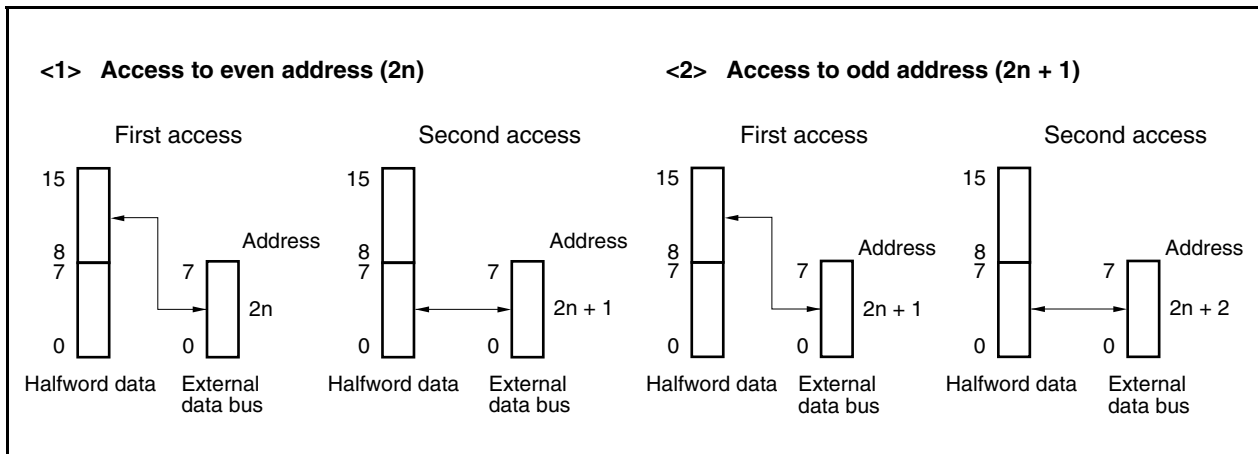 <1> Access to even address (2n)
First access
15
8
7
0
Halfword data
Address
7
2n
0
External
data bus
Second access
15
8
7
0
Halfword data
Address
7
2n + 1
0
External
data bus
<2> Access to odd address (2n + 1)
First access
15
8
7
0
Halfword data
Address
7
2n + 1
0
External
data bus
Second access
15
8
7
0
Halfword data
Address
7
2n + 2
0
External
data bus